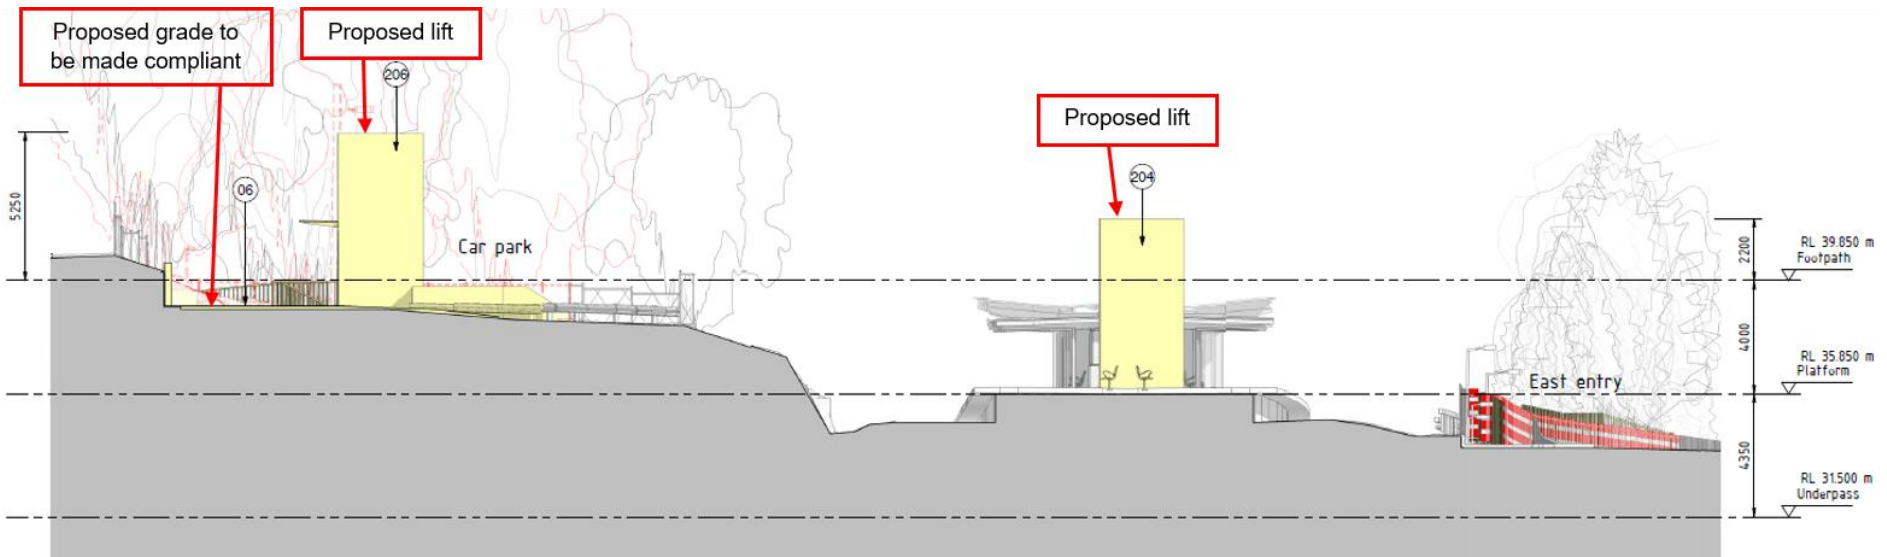 Proposed grade to
be made compliant
Proposed lift
206
Proposed lift
204
06
5250
Car park
2200
RL 39.850 m
Footpath
4000
RL 35.850 m
Platform
East entry
4350
RL 31.500 m
Underpass